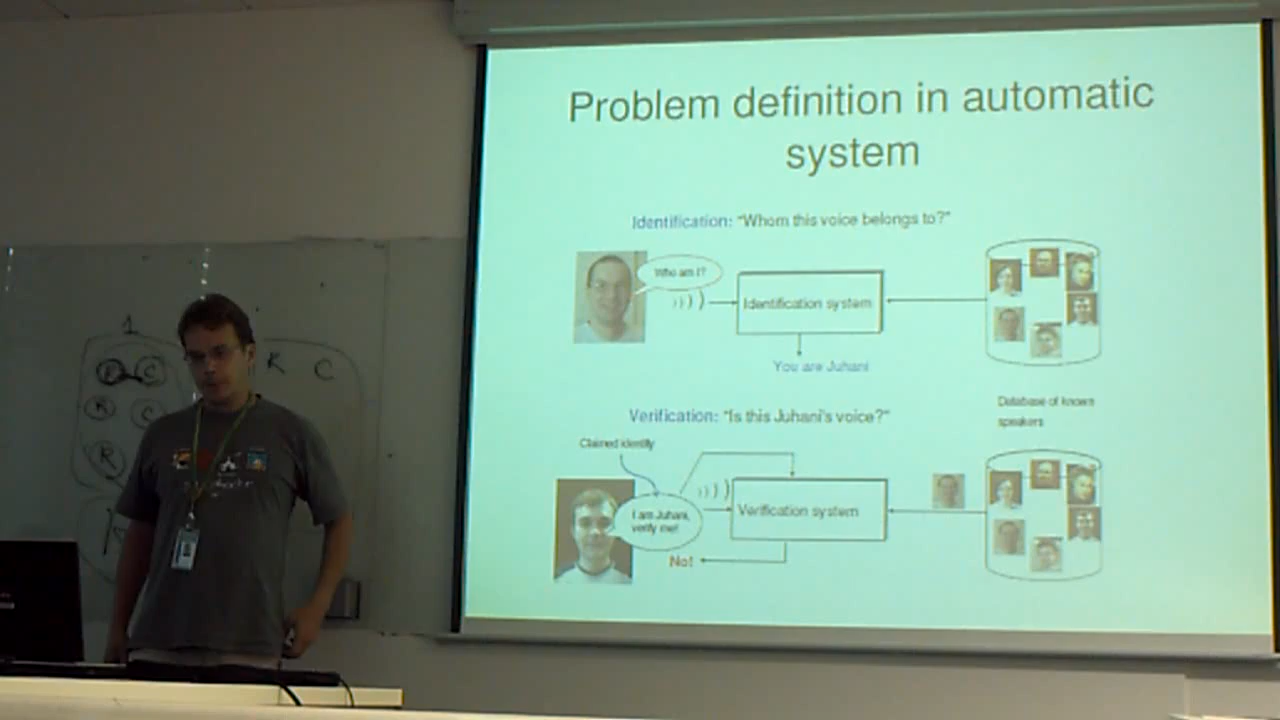 Problem definition in automatic
system
Identification: "Whom this voice belongs to?"
Who am I?
Identification system
You are Juhani
Database of known
speakers
Verification: "Is this Juhani's voice?"
Claimed identity
I am Juhani,
verify me!
Verification system
No!
1
R C
R C
R C
R